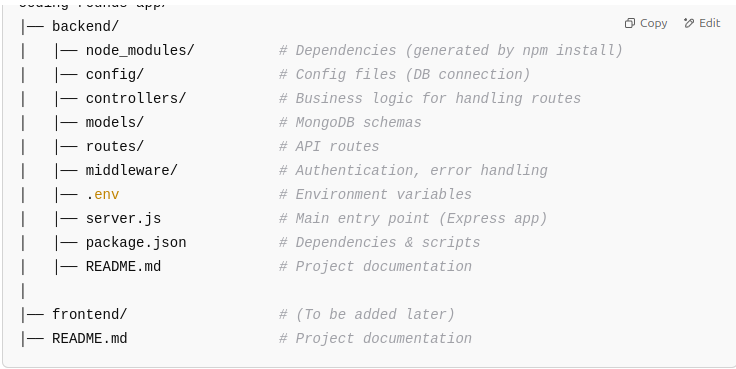 coding-rounds-app/
Copy Edit
|── backend/
|   |── node_modules/          # Dependencies (generated by npm install)
|   |── config/                # Config files (DB connection)
|   |── controllers/           # Business logic for handling routes
|   |── models/                # MongoDB schemas
|   |── routes/                # API routes
|   |── middleware/            # Authentication, error handling
|   |── .env                   # Environment variables
|   |── server.js              # Main entry point (Express app)
|   |── package.json           # Dependencies & scripts
|   |── README.md              # Project documentation
|
|── frontend/                  # (To be added later)
|── README.md                  # Project documentation